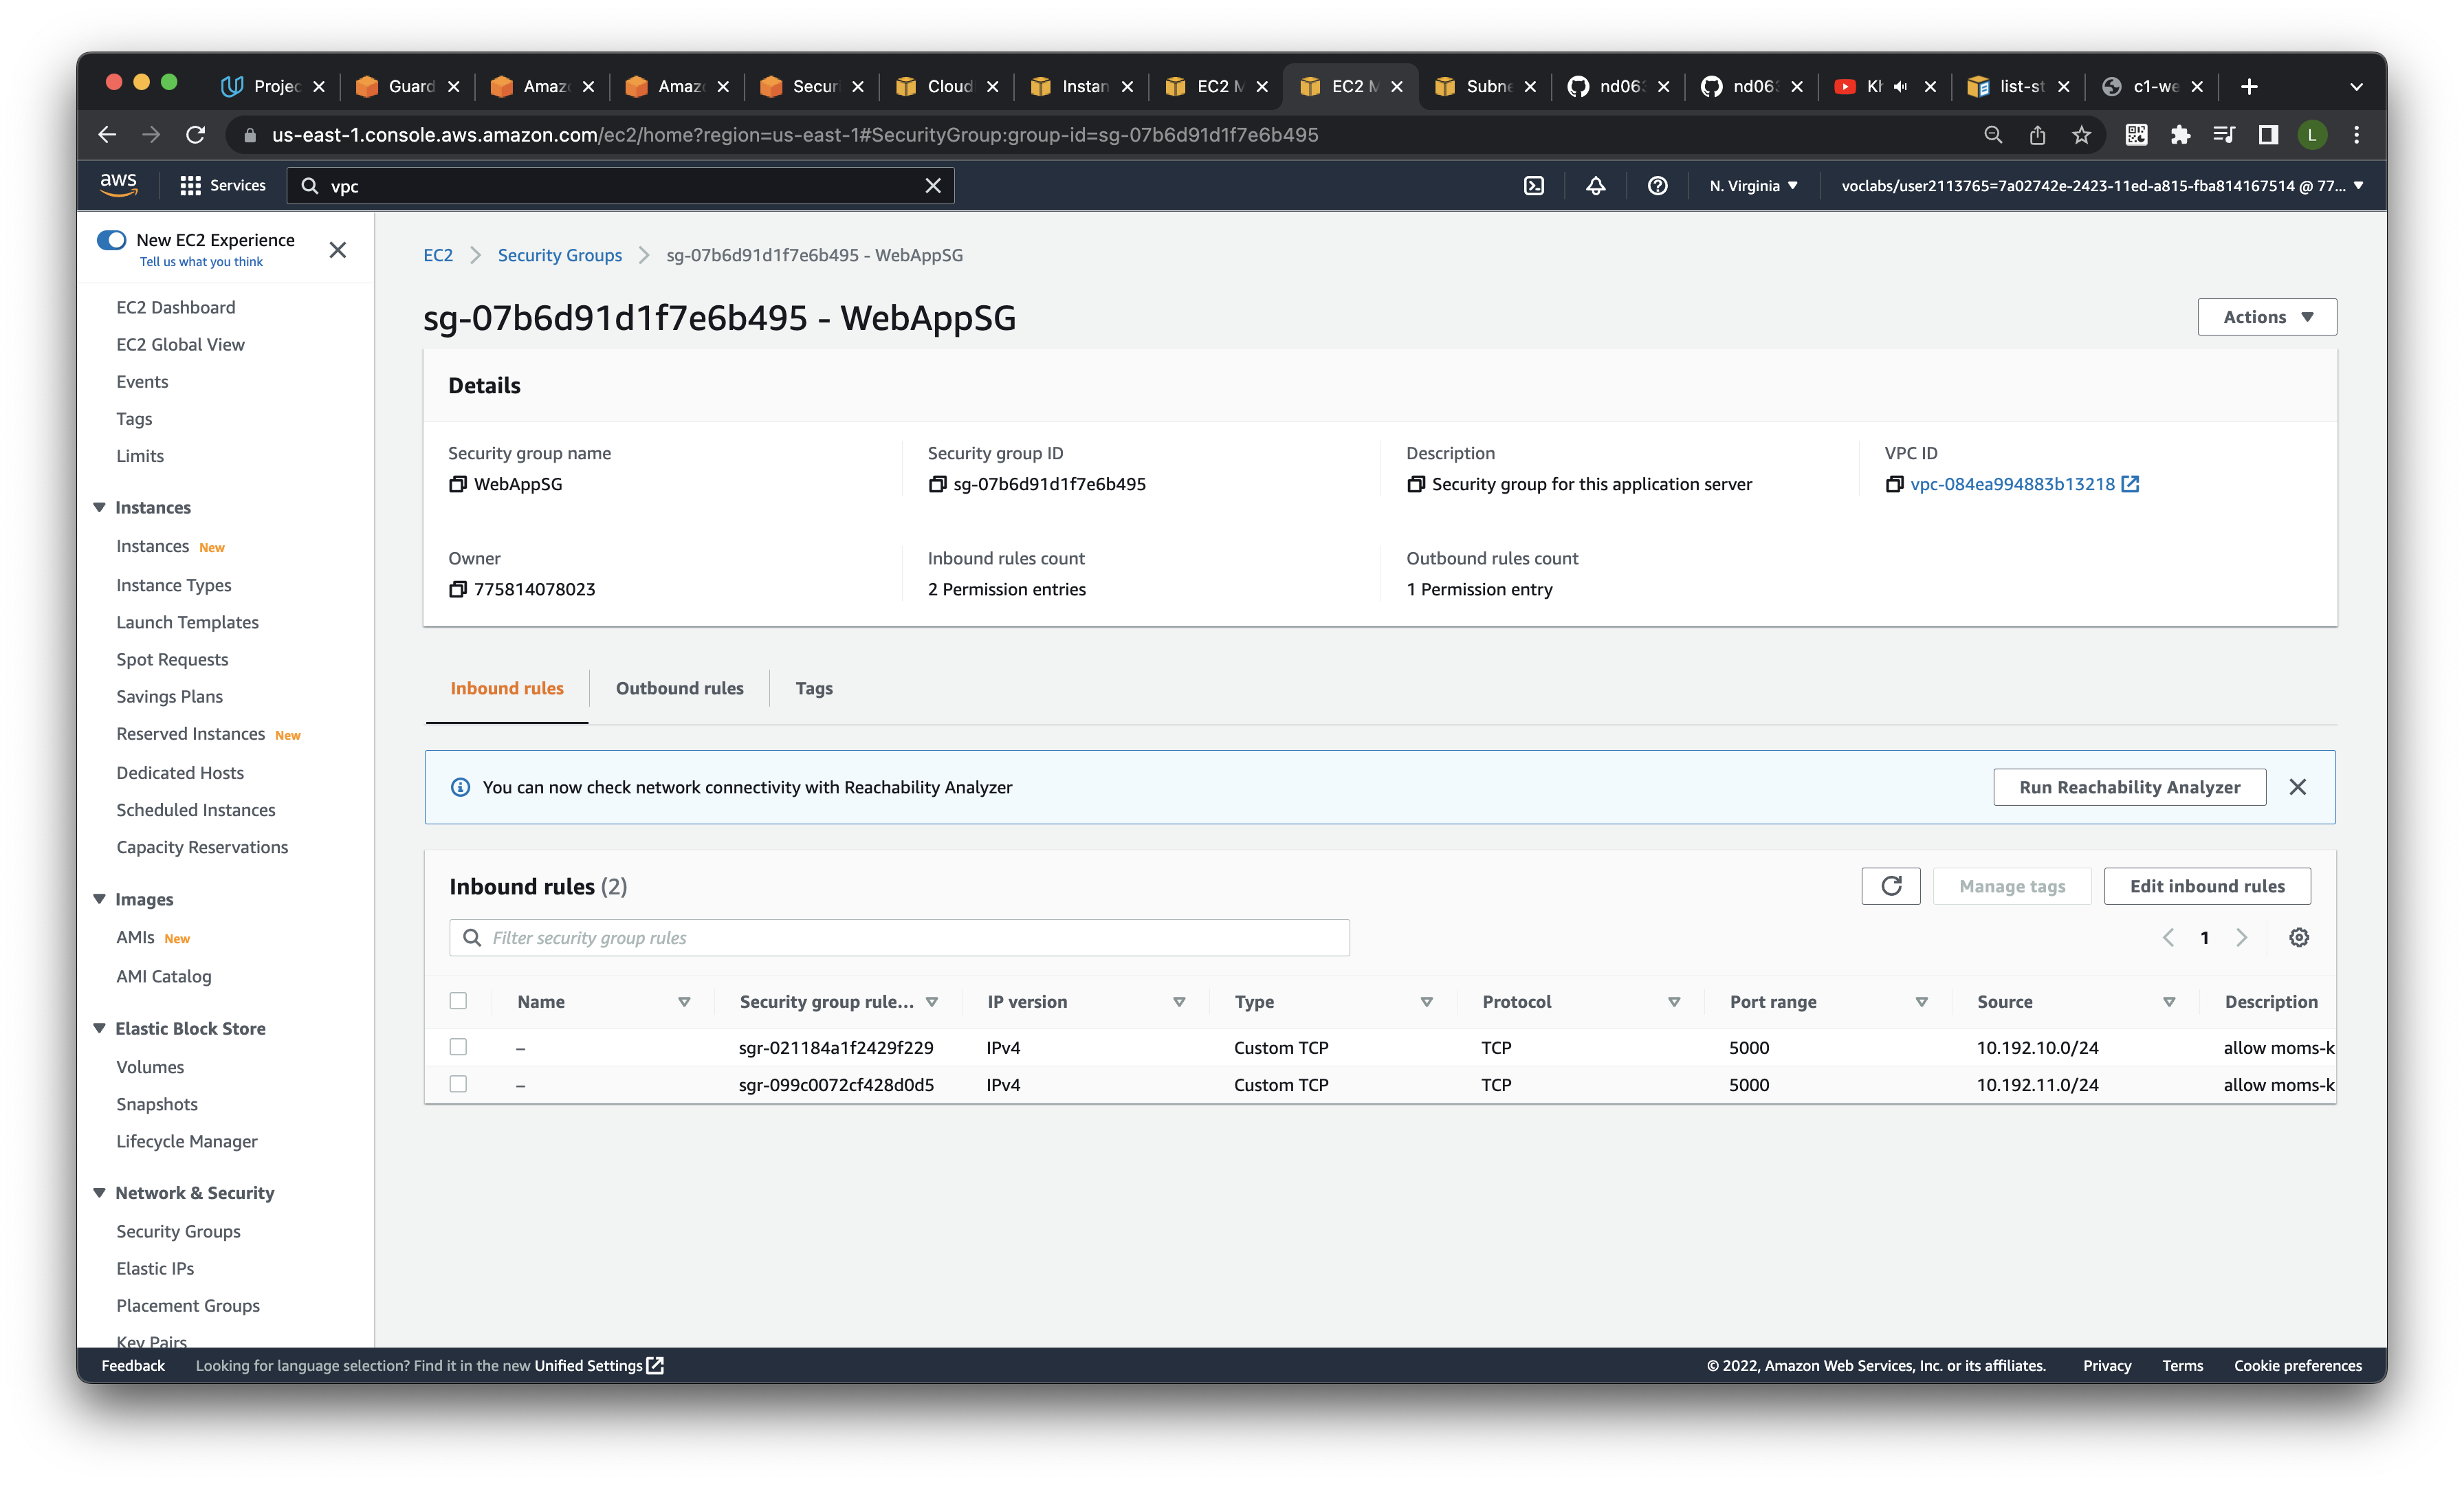 Projec
Guard
Amaz
Amaz
Securi
Cloud
Instan
EC2 M
EC2 M
Subne
nd063
nd063
Kh
list-st
c1-we
us-east-1.console.aws.amazon.com/ec2/home?region=us-east-1#SecurityGroup:group-id=sg-07b6d91d1f7e6b495
L
aws
Services
vpc
N. Virginia
voclabs/user2113765=7a02742e-2423-11ed-a815-fba814167514 @ 77...
New EC2 Experience
Tell us what you think
EC2 Dashboard
EC2 Global View
Events
Tags
Limits
Instances
Instances New
Instance Types
Launch Templates
Spot Requests
Savings Plans
Reserved Instances New
Dedicated Hosts
Scheduled Instances
Capacity Reservations
Images
AMIs New
AMI Catalog
Elastic Block Store
Volumes
Snapshots
Lifecycle Manager
Network & Security
Security Groups
Elastic IPs
Placement Groups
Key Pairs
EC2 > Security Groups > sg-07b6d91d1f7e6b495 - WebAppSG
sg-07b6d91d1f7e6b495 - WebAppSG
Actions
Details
Security group name
WebAppSG
Security group ID
sg-07b6d91d1f7e6b495
Description
Security group for this application server
VPC ID
vpc-084ea994883b13218
Owner
775814078023
Inbound rules count
2 Permission entries
Outbound rules count
1 Permission entry
Inbound rules
Outbound rules
Tags
You can now check network connectivity with Reachability Analyzer
Run Reachability Analyzer
Inbound rules (2)
Manage tags
Edit inbound rules
Filter security group rules
1
Name Security group rule... IP version Type Protocol Port range Source Description
– sgr-021184a1f2429f229 IPv4 Custom TCP TCP 5000 10.192.10.0/24 allow moms-k
– sgr-099c0072cf428d0d5 IPv4 Custom TCP TCP 5000 10.192.11.0/24 allow moms-k
Feedback
Looking for language selection? Find it in the new Unified Settings
© 2022, Amazon Web Services, Inc. or its affiliates.
Privacy
Terms
Cookie preferences